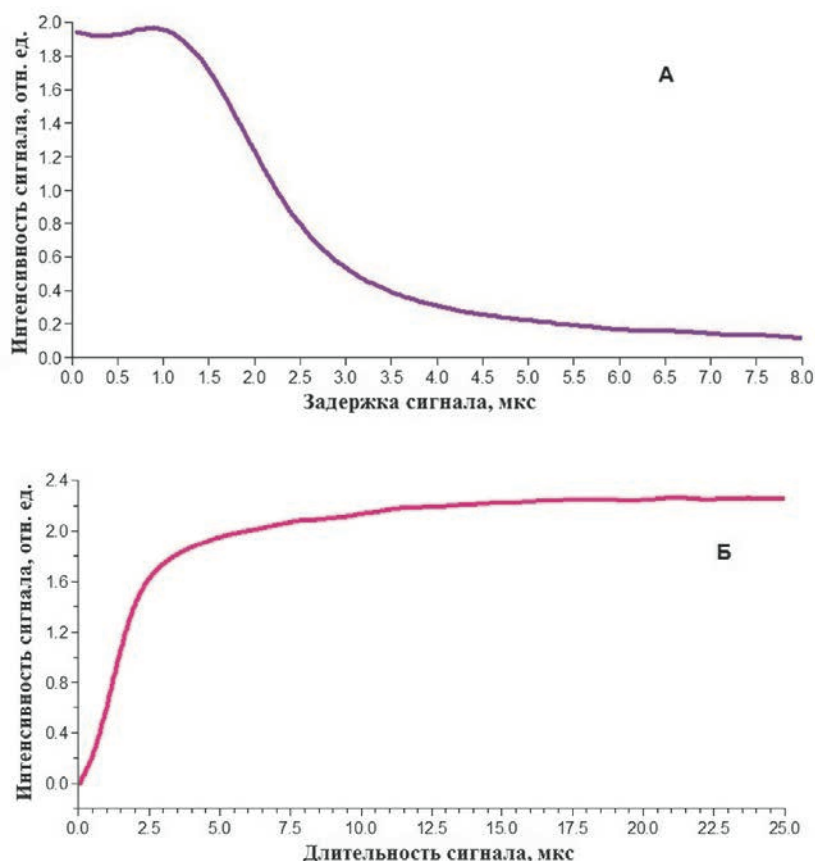 Интенсивность сигнала, отн. ед.
2.0
1.8
1.6
1.4
1.2
1.0
0.8
0.6
0.4
0.2
0.0
А
0.0 0.5 1.0 1.5 2.0 2.5 3.0 3.5 4.0 4.5 5.0 5.5 6.0 6.5 7.0 7.5 8.0
Задержка сигнала, мкс
Интенсивность сигнала, отн. ед.
2.4
2.0
1.6
1.2
0.8
0.4
0.0
Б
0.0 2.5 5.0 7.5 10.0 12.5 15.0 17.5 20.0 22.5 25.0
Длительность сигнала, мкс